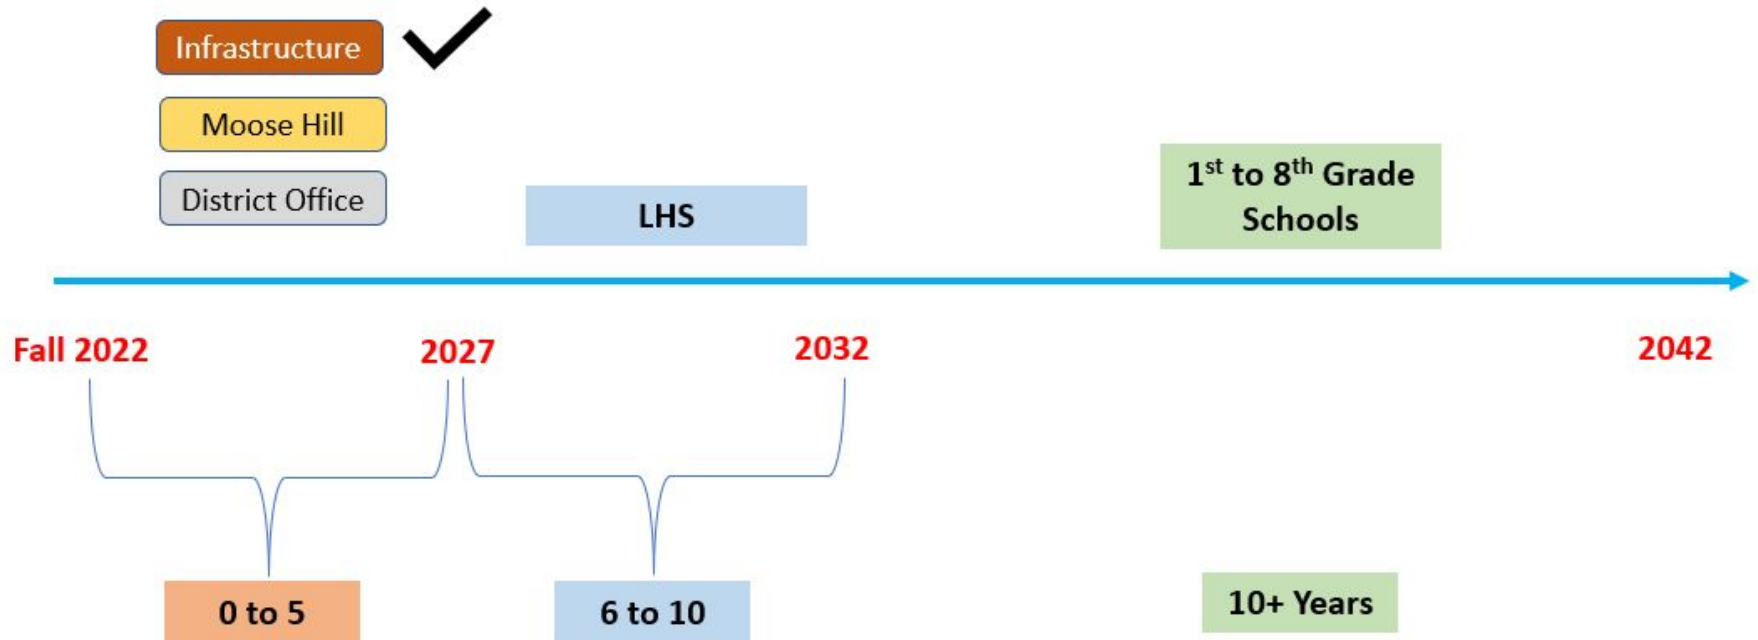 Infrastructure
Moose Hill
District Office
LHS
1st to 8th Grade
Schools
Fall 2022
2027
2032
2042
0 to 5
6 to 10
10+ Years